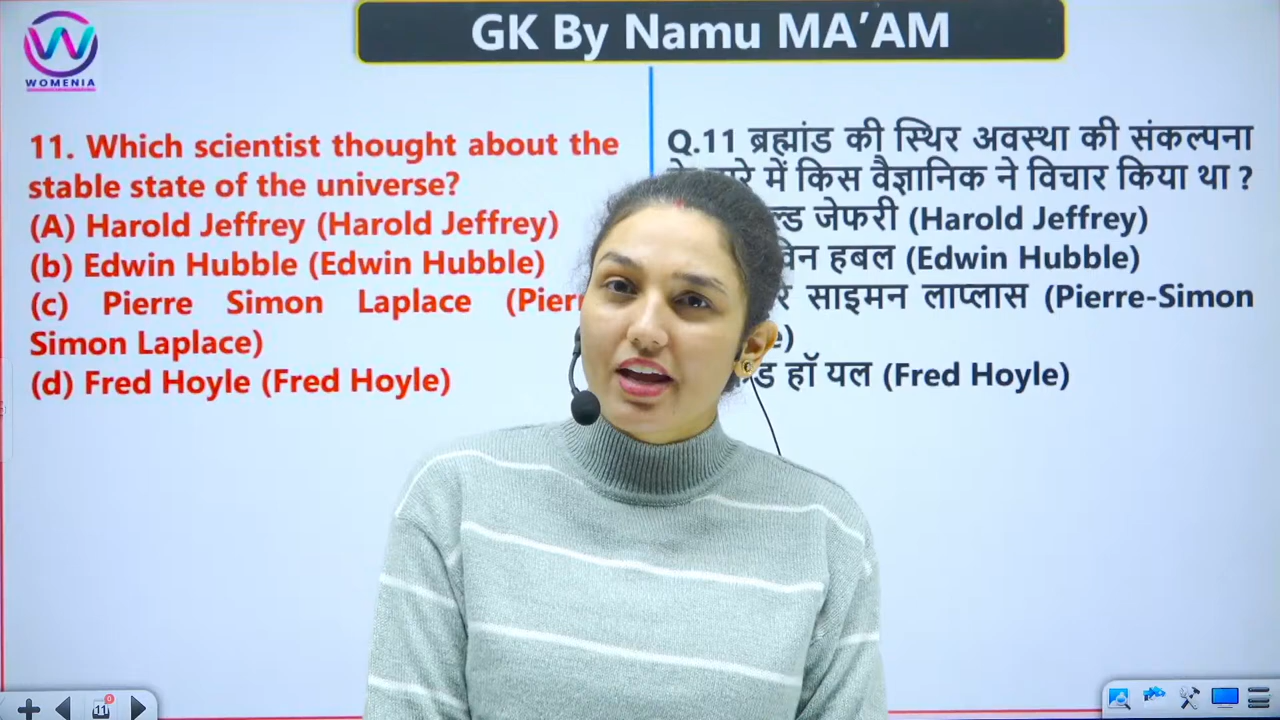 WOMENIA
GK By Namu MA’AM
11. Which scientist thought about the
stable state of the universe?
(A) Harold Jeffrey (Harold Jeffrey)
(b) Edwin Hubble (Edwin Hubble)
(c) Pierre Simon Laplace
Simon Laplace)
(d) Fred Hoyle (Fred Hoyle)
Q.11 ब्रह्मांड की स्थिर अवस्था की संकल्पना
में किस वैज्ञानिक ने विचार किया था ?
जेफरी (Harold Jeffrey)
हबल (Edwin Hubble)
साइमन लाप्लास (Pierre-Simon
हॉ यल (Fred Hoyle)
11